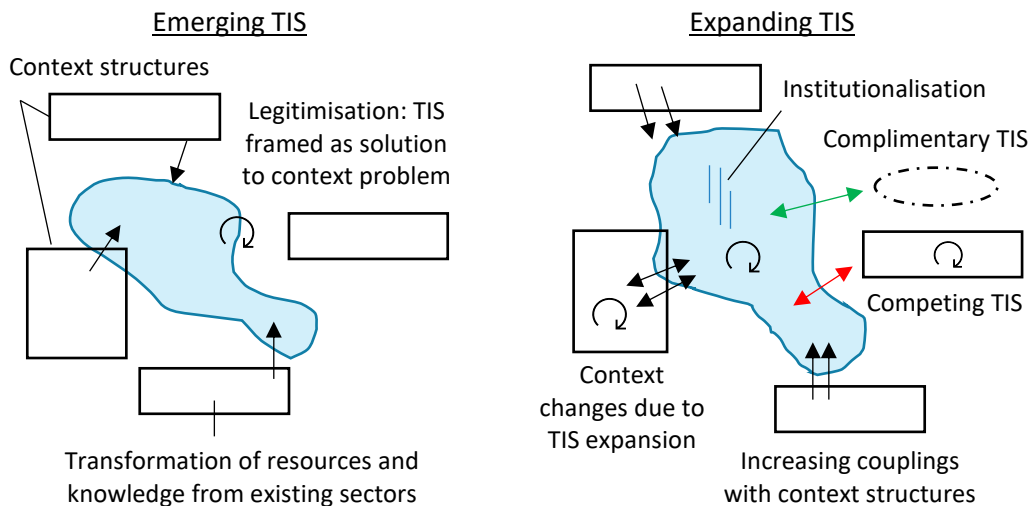 Emerging TIS
Context structures
Legitimisation: TIS
framed as solution
to context problem
Transformation of resources and
knowledge from existing sectors
Expanding TIS
Institutionalisation
Complimentary TIS
Competing TIS
Context
changes due to
TIS expansion
Increasing couplings
with context structures